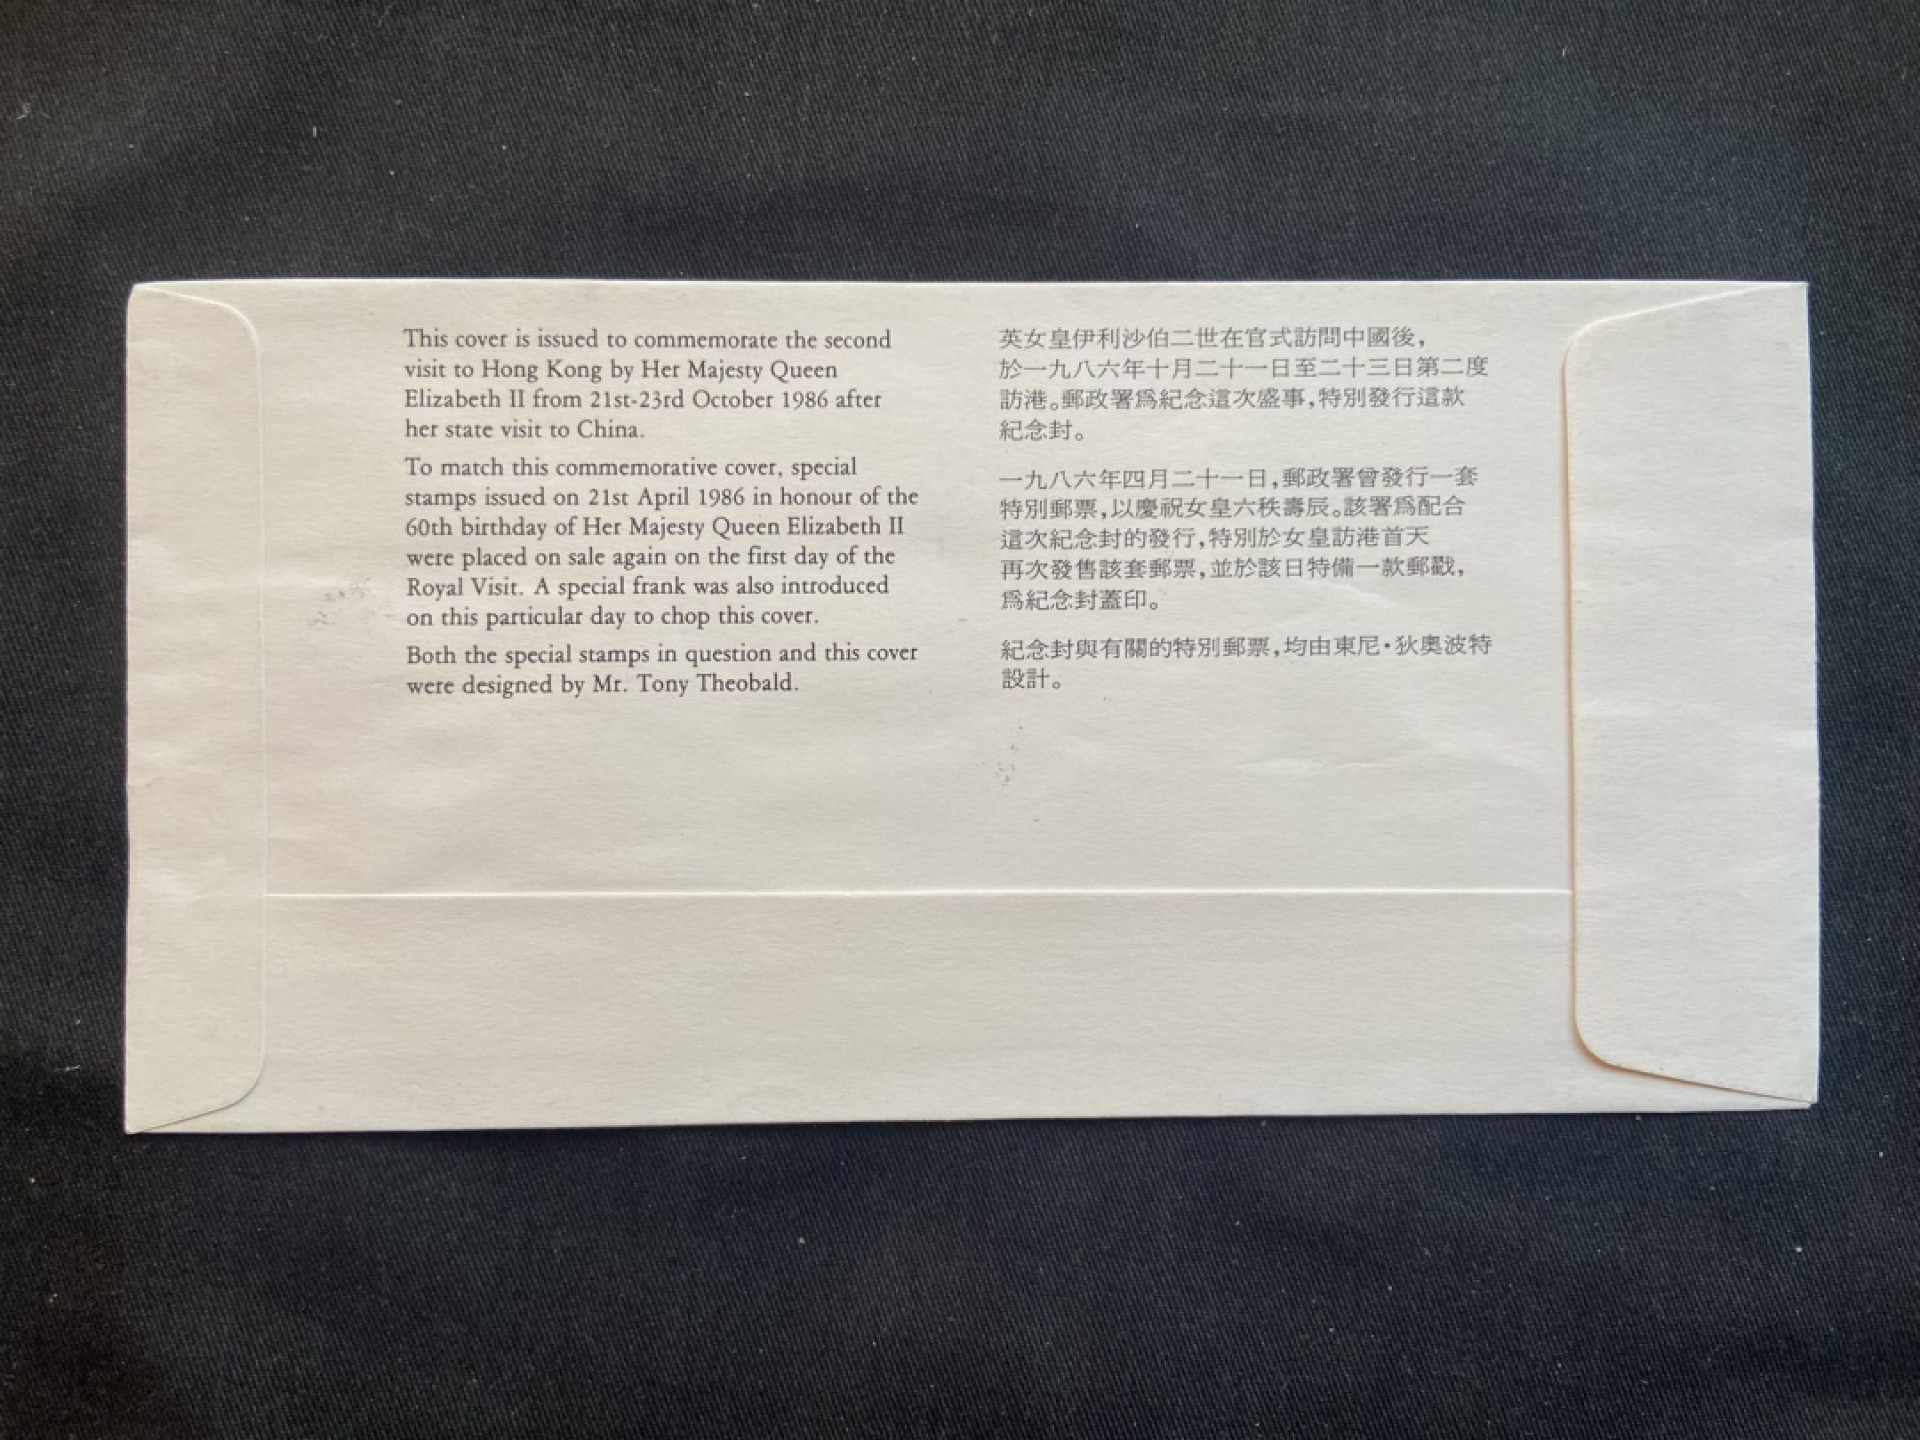 This cover is issued to commemorate the second
visit to Hong Kong by Her Majesty Queen
Elizabeth II from 21st-23rd October 1986 after
her state visit to China.
To match this commemorative cover, special
stamps issued on 21st April 1986 in honour of the
60th birthday of Her Majesty Queen Elizabeth II
were placed on sale again on the first day of the
Royal Visit. A special frank was also introduced
on this particular day to chop this cover.
Both the special stamps in question and this cover
were designed by Mr. Tony Theobald.
英女皇伊利沙伯二世在官式訪問中國後,
於一九八六年十月二十一日至二十三日第二度
訪港。郵政署爲紀念這次盛事,特別發行這款
紀念封。
一九八六年四月二十一日,郵政署曾發行一套
特別郵票,以慶祝女皇六秩壽辰。該署爲配合
這次紀念封的發行,特別於女皇訪港首天
再次發售該套郵票,並於該日特備一款郵戳,
爲紀念封蓋印。
紀念封與有關的特別郵票,均由東尼·狄奧波特
設計。